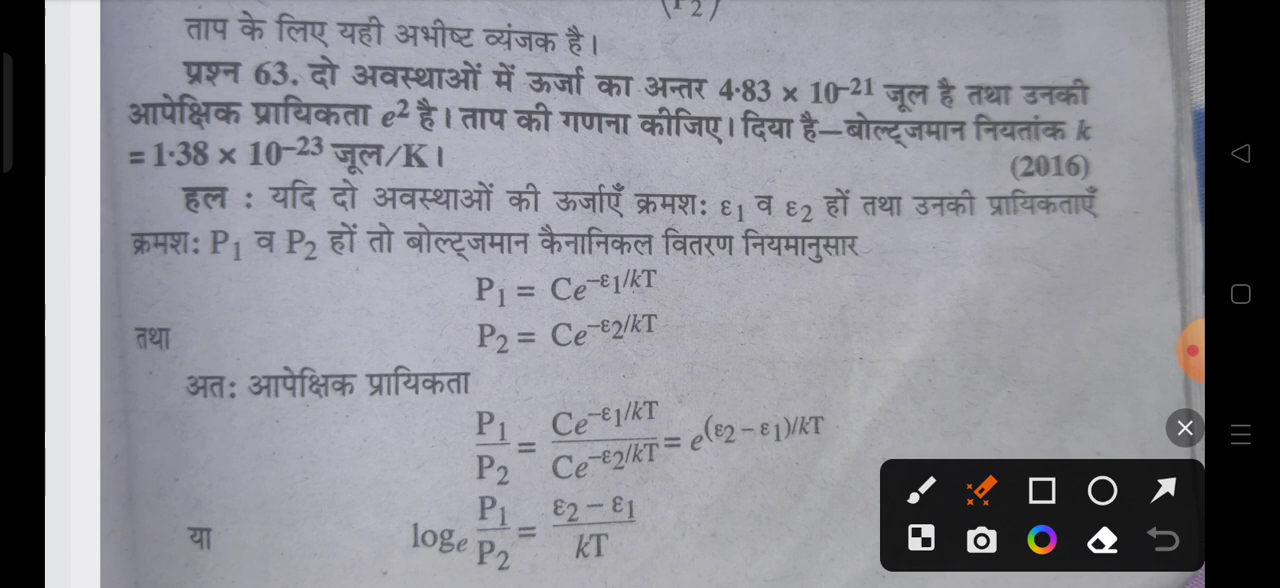 ताप के लिए यही अभीष्ट व्यंजक है।
प्रश्न 63. दो अवस्थाओं में ऊर्जा का अन्तर 4·83 × 10⁻²¹ जूल है तथा उनकी
आपेक्षिक प्रायिकता e² है। ताप की गणना कीजिए। दिया है—बोल्ट्जमान नियतांक k
= 1·38 × 10⁻²³ जूल/K।
(2016)
हल : यदि दो अवस्थाओं की ऊर्जाएँ क्रमशः ε₁ व ε₂ हों तथा उनकी प्रायिकताएँ
क्रमशः P₁ व P₂ हों तो बोल्ट्जमान कैनानिकल वितरण नियमानुसार
P₁ = Ce^(−ε₁/kT)
तथा P₂ = Ce^(−ε₂/kT)
अतः आपेक्षिक प्रायिकता
P₁/P₂ = Ce^(−ε₁/kT)/Ce^(−ε₂/kT) = e^((ε₂ − ε₁)/kT)
या logₑ P₁/P₂ = (ε₂ − ε₁)/kT